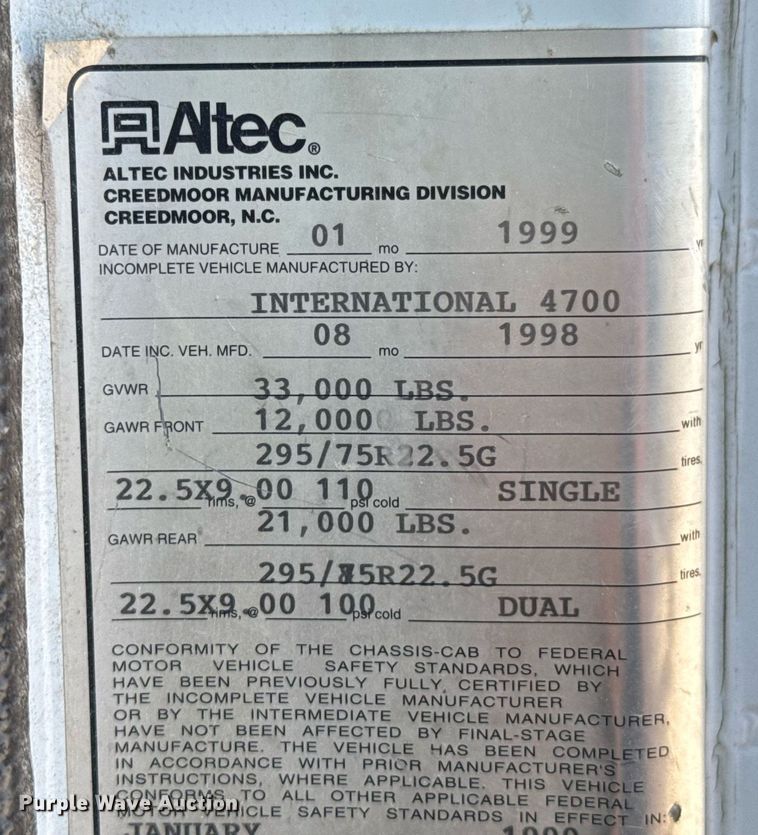 Altec®
ALTEC INDUSTRIES INC.
CREEDMOOR MANUFACTURING DIVISION
CREEDMOOR, N.C.
DATE OF MANUFACTURE 01 mo 1999 yr
INCOMPLETE VEHICLE MANUFACTURED BY:
INTERNATIONAL 4700
DATE INC. VEH. MFD. 08 mo 1998 yr
GVWR 33,000 LBS.
GAWR FRONT 12,000 LBS. with
295/75R22.5G tires,
22.5X9.00 rims, @ 110 psi cold SINGLE
GAWR REAR 21,000 LBS. with
tires,
22.5X9.00 rims, @ 100 psi cold DUAL
CONFORMITY OF THE CHASSIS-CAB TO FEDERAL
MOTOR VEHICLE SAFETY STANDARDS, WHICH
HAVE BEEN PREVIOUSLY FULLY CERTIFIED BY
THE INCOMPLETE VEHICLE MANUFACTURER
OR BY THE INTERMEDIATE VEHICLE MANUFACTURER,
HAVE NOT BEEN AFFECTED BY FINAL-STAGE
MANUFACTURE. THE VEHICLE HAS BEEN COMPLETED
IN ACCORDANCE WITH PRIOR MANUFACTURER'S
INSTRUCTIONS, WHERE APPLICABLE. THIS VEHICLE
CONFORMS TO ALL OTHER APPLICABLE FEDERAL
MOTOR VEHICLE SAFETY STANDARDS IN EFFECT IN:
JANUARY 1999
Purple Wave Auction